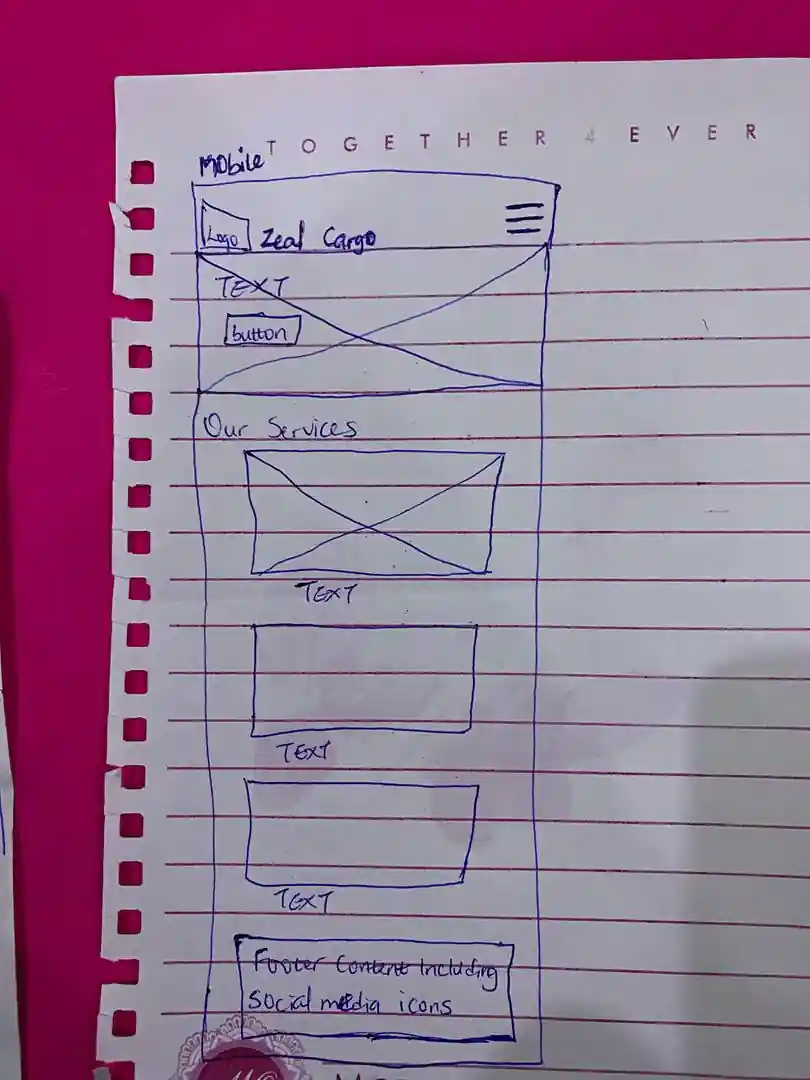 TOGETHER 4 EVER
Mobile
Logo Zeal Cargo
TEXT
button
Our Services
TEXT
TEXT
TEXT
Footer Content Including
Social media icons